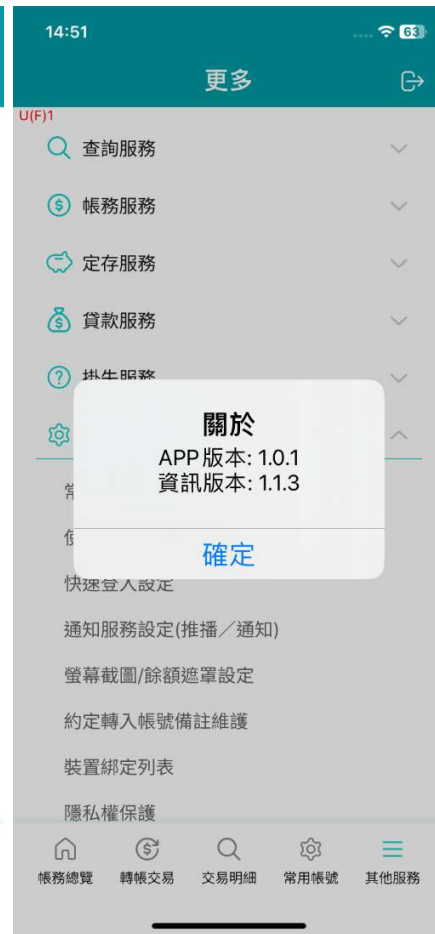 14:51
63
更多
U(F)1
查詢服務
帳務服務
定存服務
貸款服務
掛失服務
關於
APP版本: 1.0.1
資訊版本: 1.1.3
確定
快速登入設定
通知服務設定(推播／通知)
螢幕截圖/餘額遮罩設定
約定轉入帳號備註維護
裝置綁定列表
隱私權保護
帳務總覽
轉帳交易
交易明細
常用帳號
其他服務